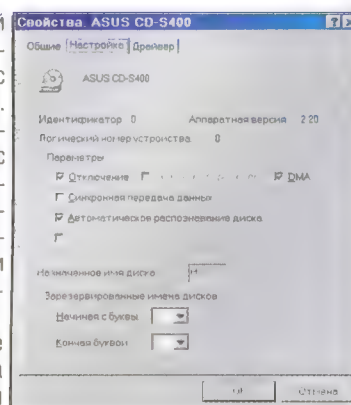 Свойства: ASUS CD-S400
Общие Настройка Драйвер
ASUS CD-S400
Идентификатор 0 Аппаратная версия 2.20
Логический номер устройства 0
Параметры
Отключение DMA
Синхронная передача данных
Автоматическое распознавание диска
Назначенное имя диска
Зарезервированные имена дисков
Начиная с буквы
Кончая буквой
Отмена